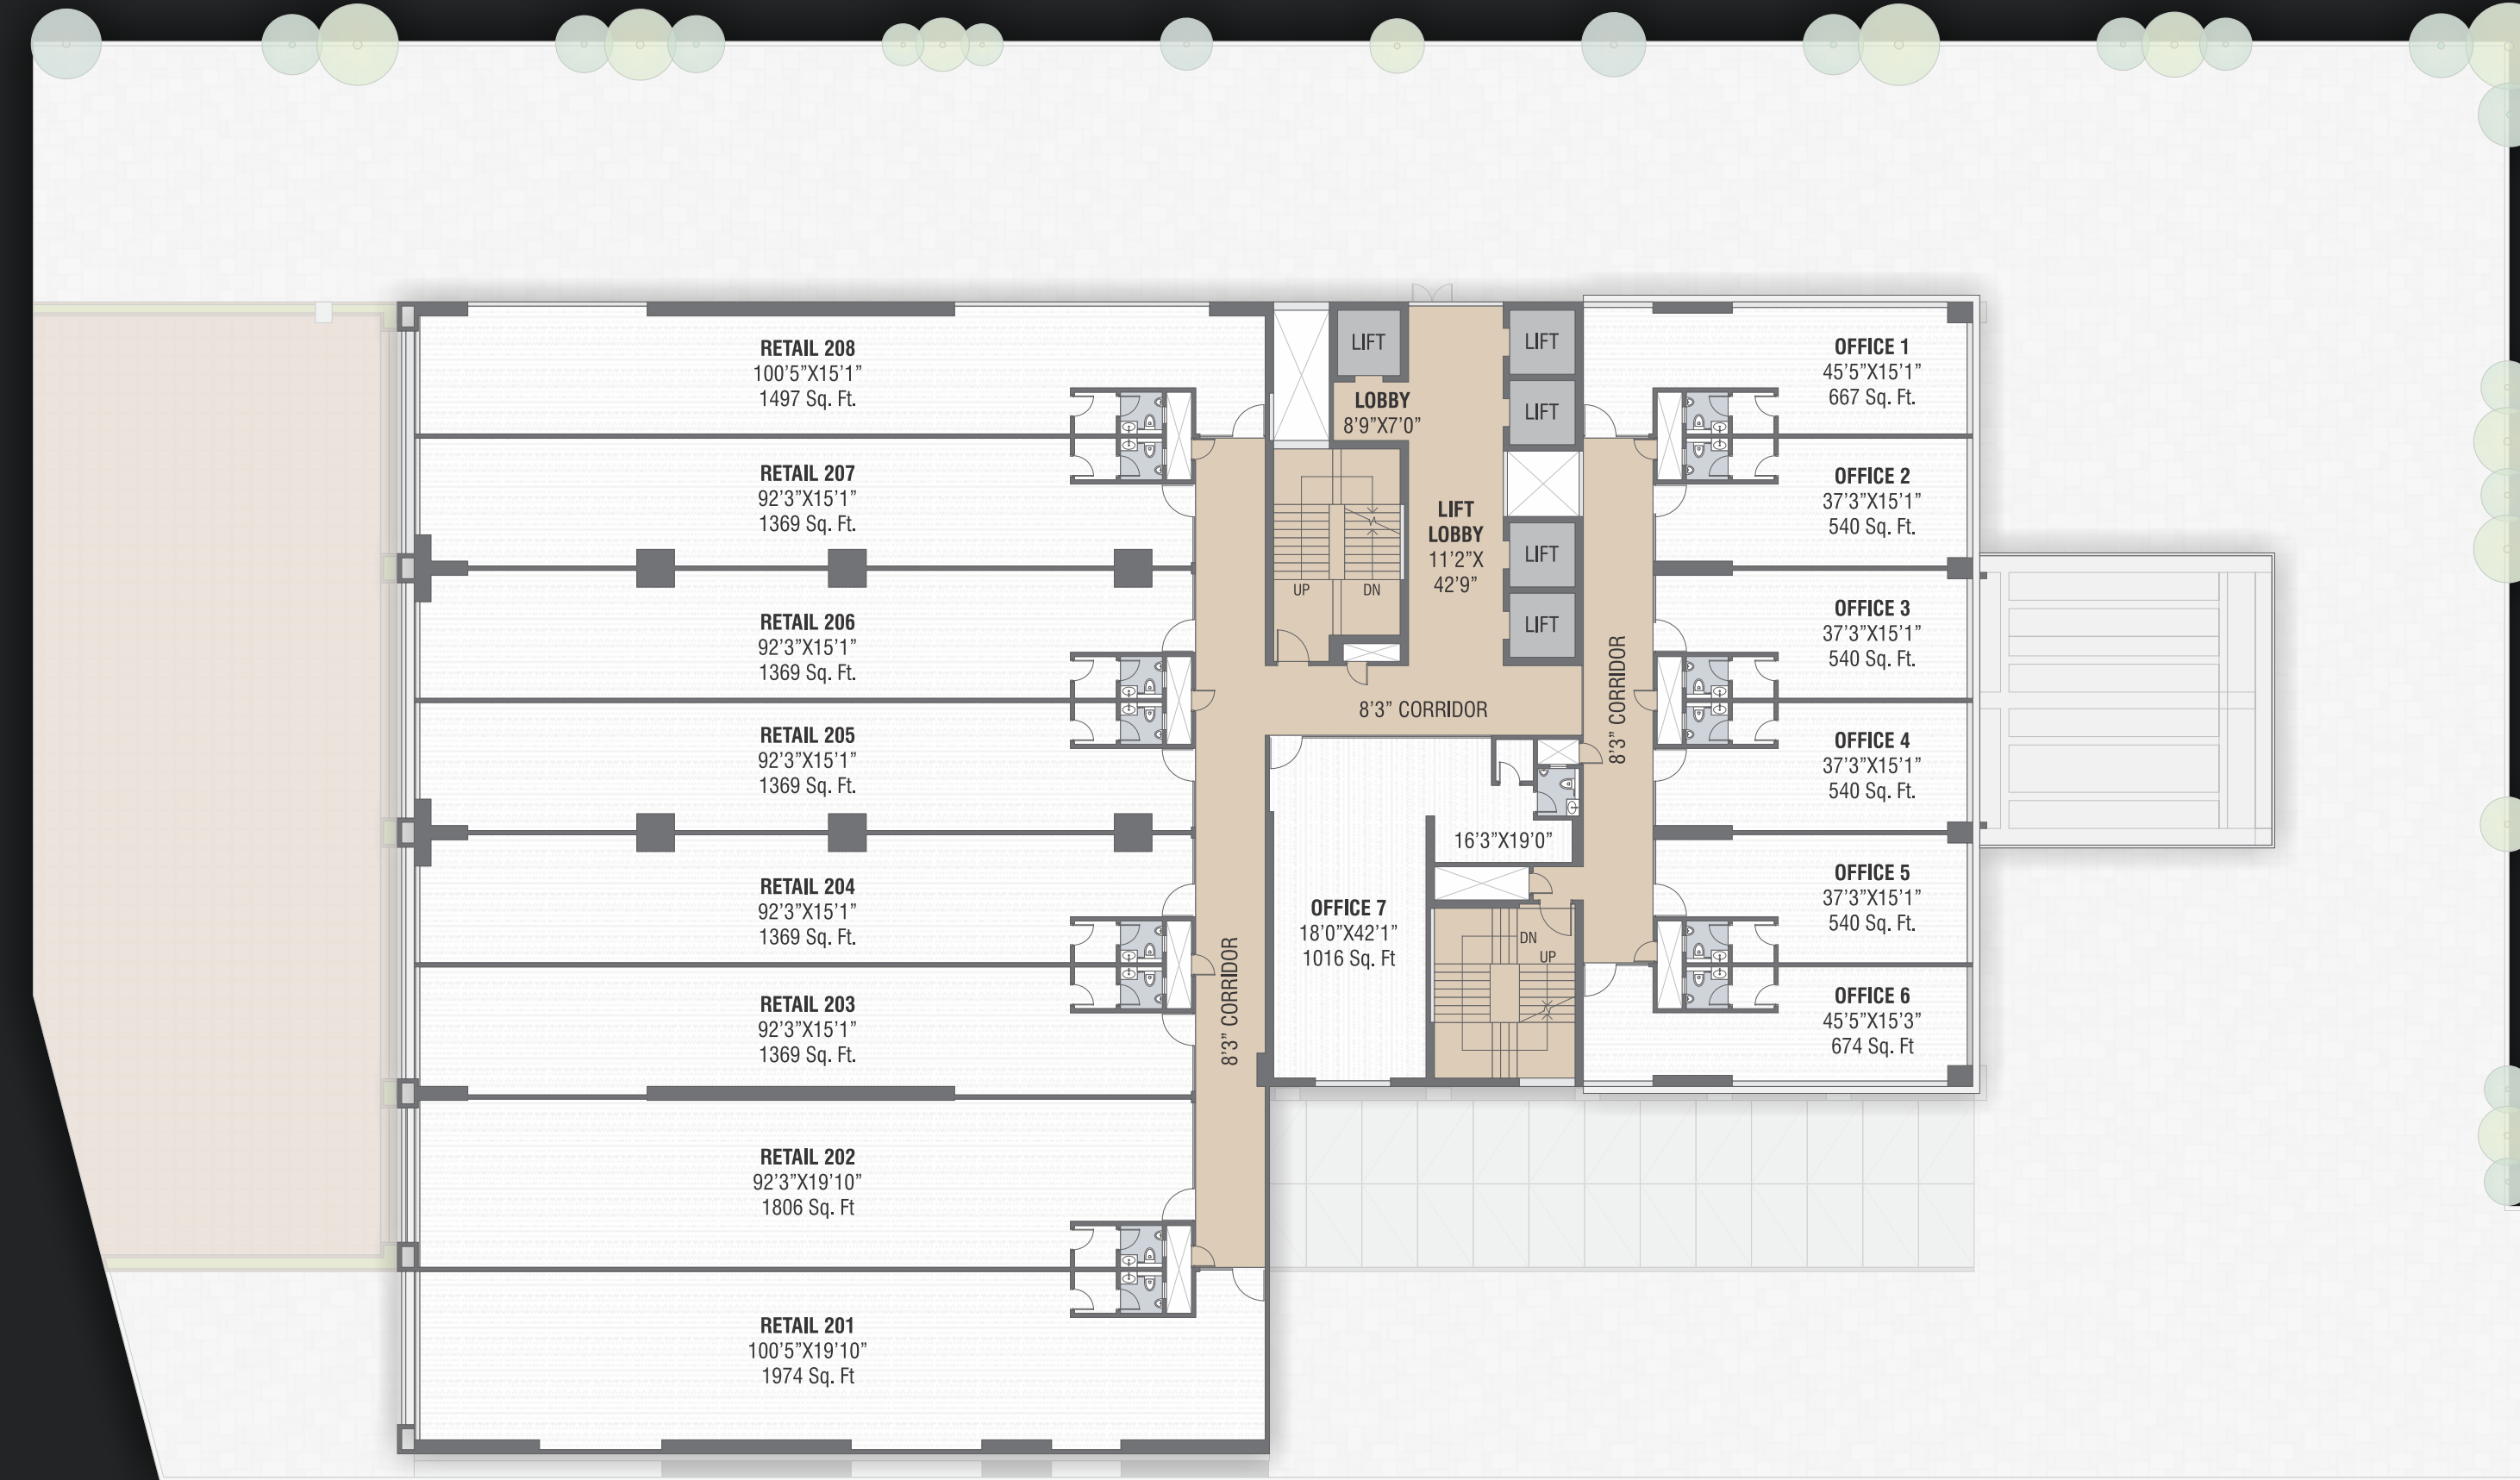 RETAIL 208
100’5”X15’1”
1497 Sq. Ft.
RETAIL 207
92’3”X15’1”
1369 Sq. Ft.
RETAIL 206
92’3”X15’1”
1369 Sq. Ft.
RETAIL 205
92’3”X15’1”
1369 Sq. Ft.
RETAIL 204
92’3”X15’1”
1369 Sq. Ft.
RETAIL 203
92’3”X15’1”
1369 Sq. Ft.
RETAIL 202
92’3”X19’10”
1806 Sq. Ft
RETAIL 201
100’5”X19’10”
1974 Sq. Ft
8’3” CORRIDOR
LIFT
LOBBY
8’9”X7’0”
UP
DN
LIFT
LOBBY
11’2”X
42’9”
LIFT
LIFT
LIFT
LIFT
8’3” CORRIDOR
8’3” CORRIDOR
16’3”X19’0”
OFFICE 7
18’0”X42’1”
1016 Sq. Ft
DN
UP
OFFICE 1
45’5”X15’1”
667 Sq. Ft.
OFFICE 2
37’3”X15’1”
540 Sq. Ft.
OFFICE 3
37’3”X15’1”
540 Sq. Ft.
OFFICE 4
37’3”X15’1”
540 Sq. Ft.
OFFICE 5
37’3”X15’1”
540 Sq. Ft.
OFFICE 6
45’5”X15’3”
674 Sq. Ft